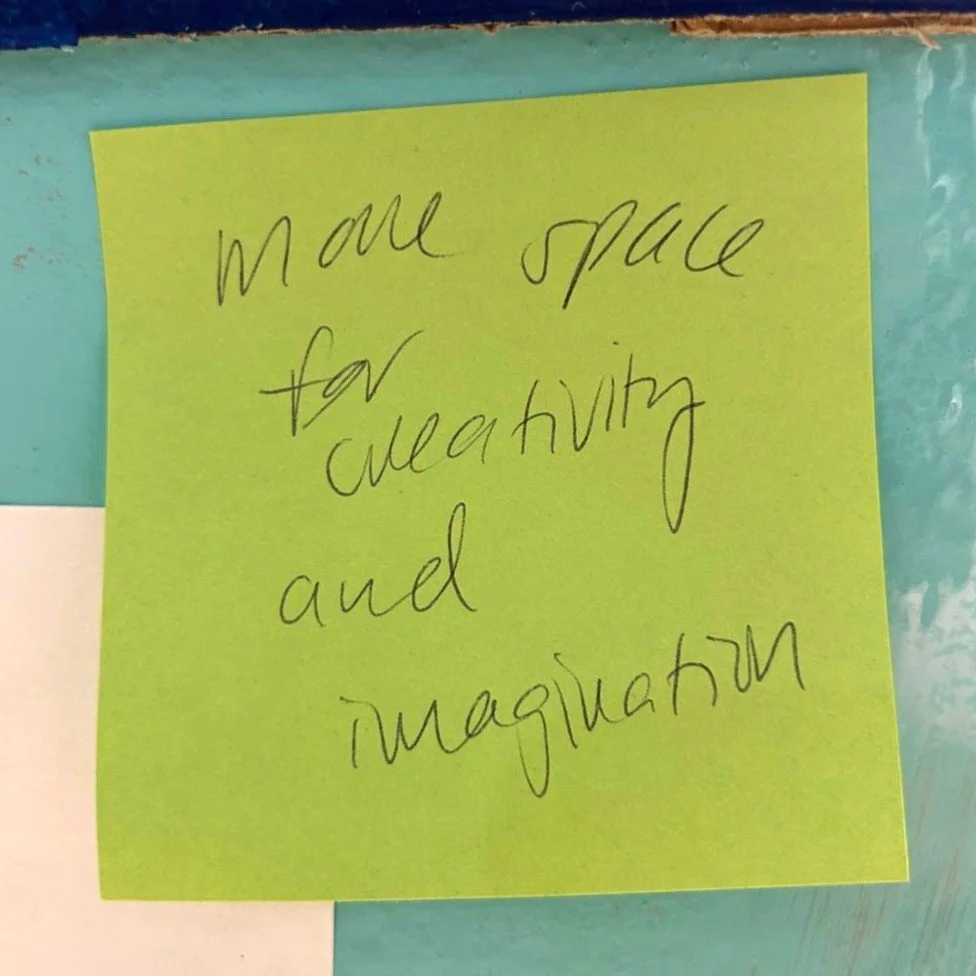 more space
for
creativity
and
imagination